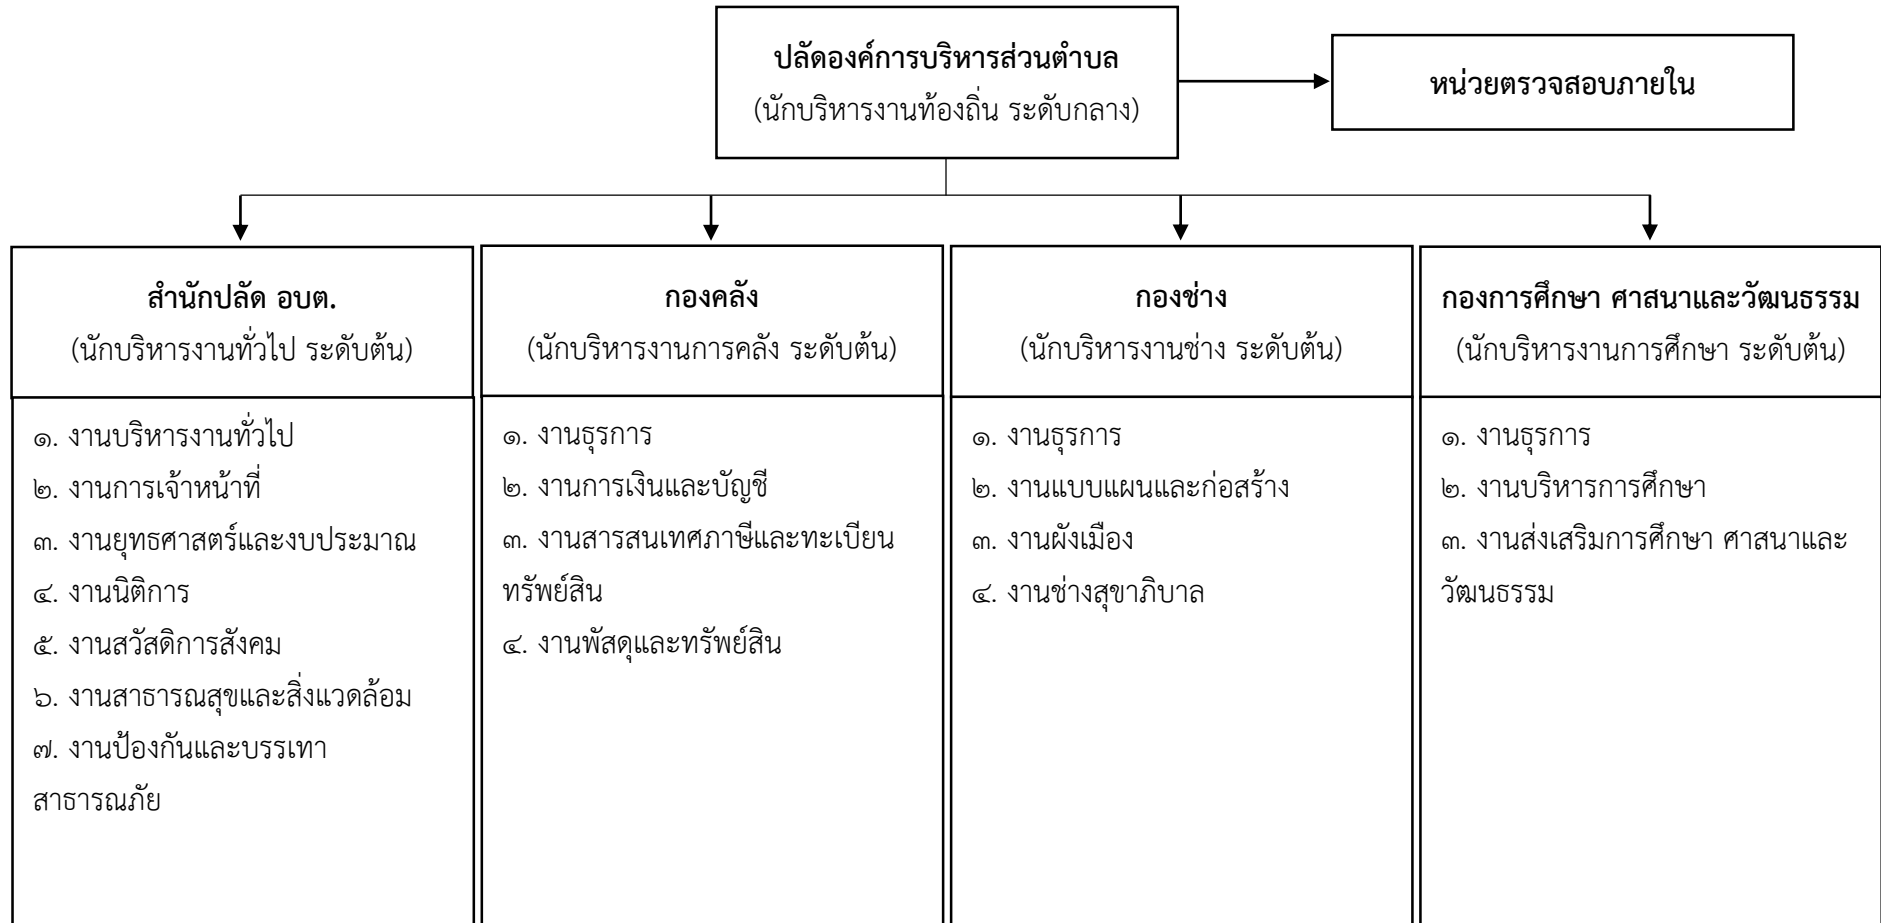 ปลัดองค์การบริหารส่วนตำบล
(นักบริหารงานท้องถิ่น ระดับกลาง)
หน่วยตรวจสอบภายใน
สำนักปลัด อบต.
(นักบริหารงานทั่วไป ระดับต้น)
๑. งานบริหารงานทั่วไป
๒. งานการเจ้าหน้าที่
๓. งานยุทธศาสตร์และงบประมาณ
๔. งานนิติการ
๕. งานสวัสดิการสังคม
๖. งานสาธารณสุขและสิ่งแวดล้อม
๗. งานป้องกันและบรรเทา
สาธารณภัย
กองคลัง
(นักบริหารงานการคลัง ระดับต้น)
๑. งานธุรการ
๒. งานการเงินและบัญชี
๓. งานสารสนเทศภาษีและทะเบียน
ทรัพย์สิน
๔. งานพัสดุและทรัพย์สิน
กองช่าง
(นักบริหารงานช่าง ระดับต้น)
๑. งานธุรการ
๒. งานแบบแผนและก่อสร้าง
๓. งานผังเมือง
๔. งานช่างสุขาภิบาล
กองการศึกษา ศาสนาและวัฒนธรรม
(นักบริหารงานการศึกษา ระดับต้น)
๑. งานธุรการ
๒. งานบริหารการศึกษา
๓. งานส่งเสริมการศึกษา ศาสนาและ
วัฒนธรรม